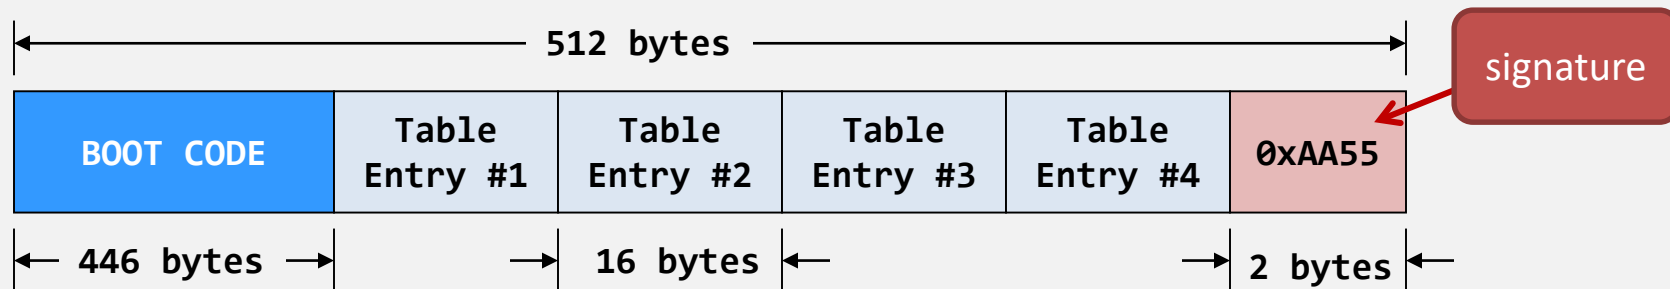 512 bytes
signature
BOOT CODE
Table
Entry #1
Table
Entry #2
Table
Entry #3
Table
Entry #4
0xAA55
446 bytes
16 bytes
2 bytes